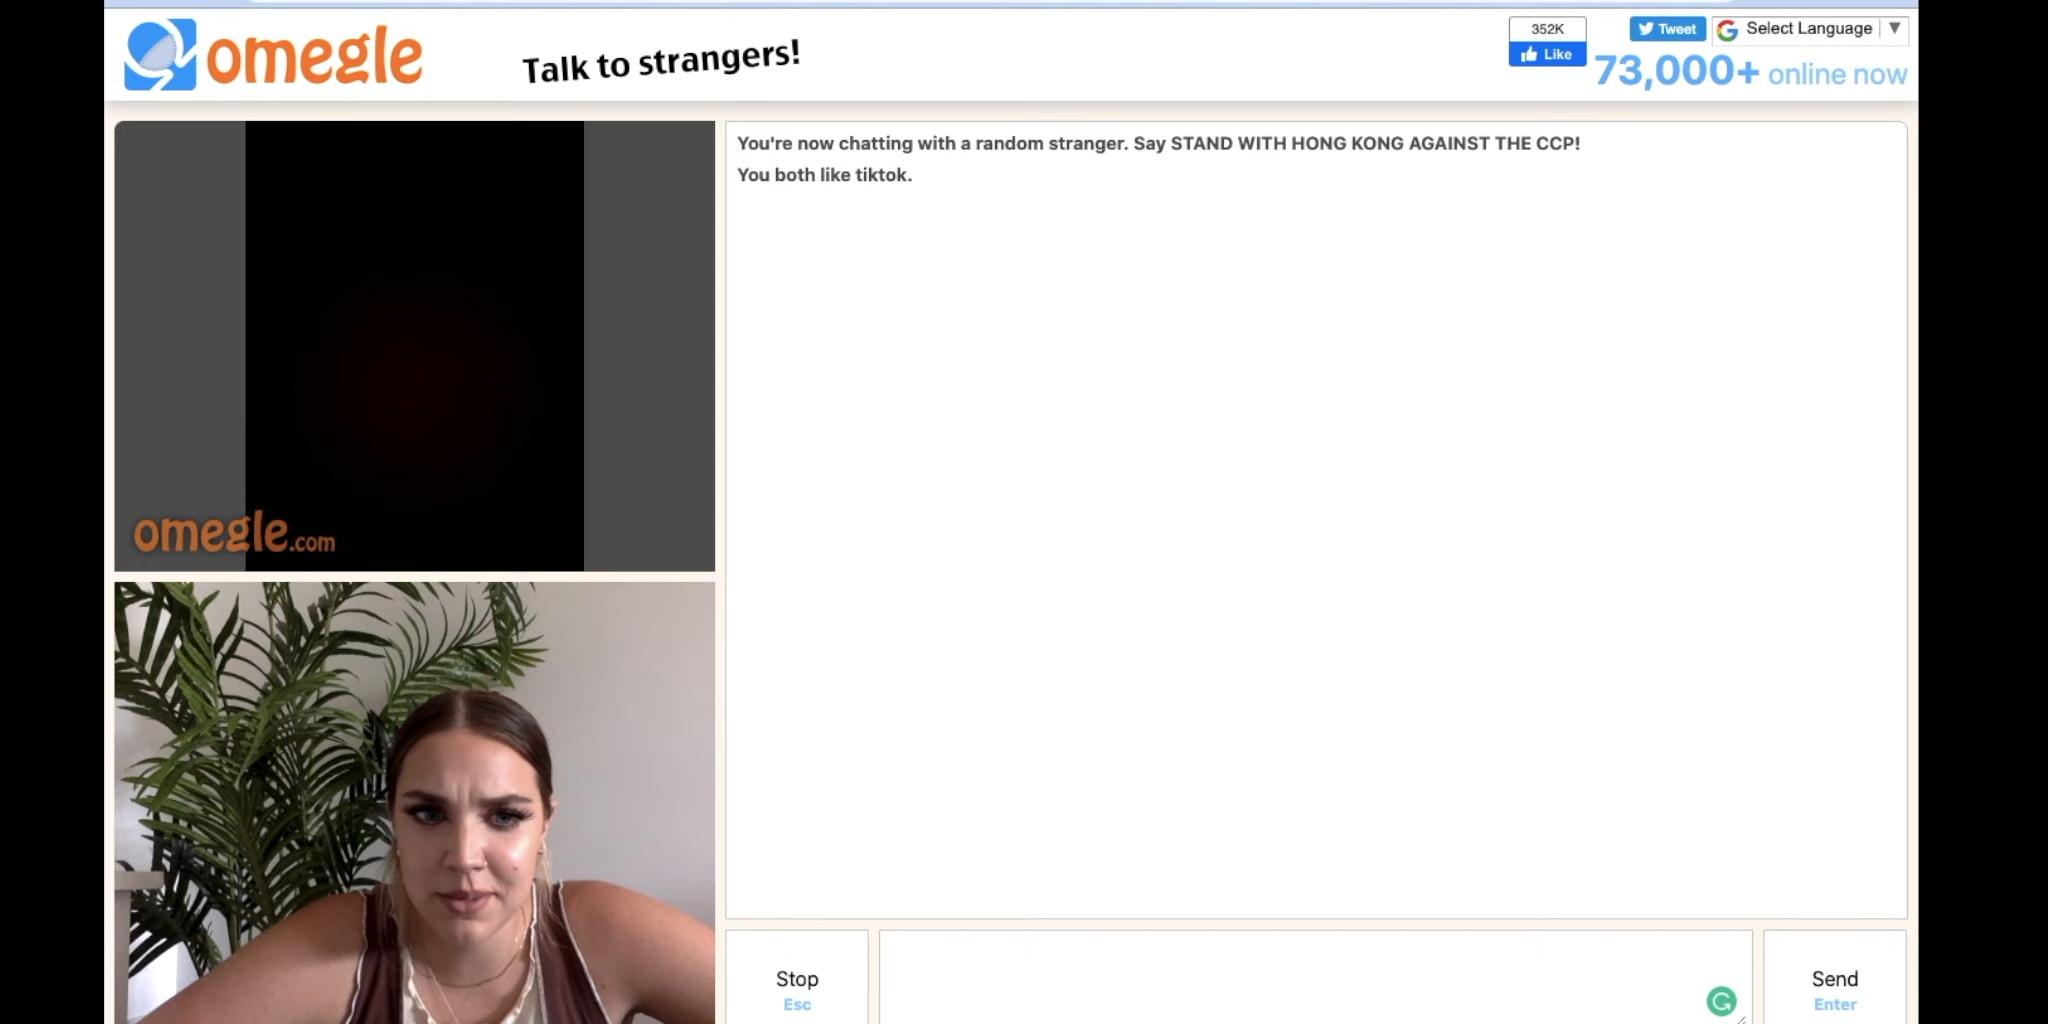 omegle
Talk to strangers!
352K
Like
Tweet
Select Language
73,000+ online now
You're now chatting with a random stranger. Say STAND WITH HONG KONG AGAINST THE CCP!
You both like tiktok.
omegle.com
Stop
Esc
Send
Enter